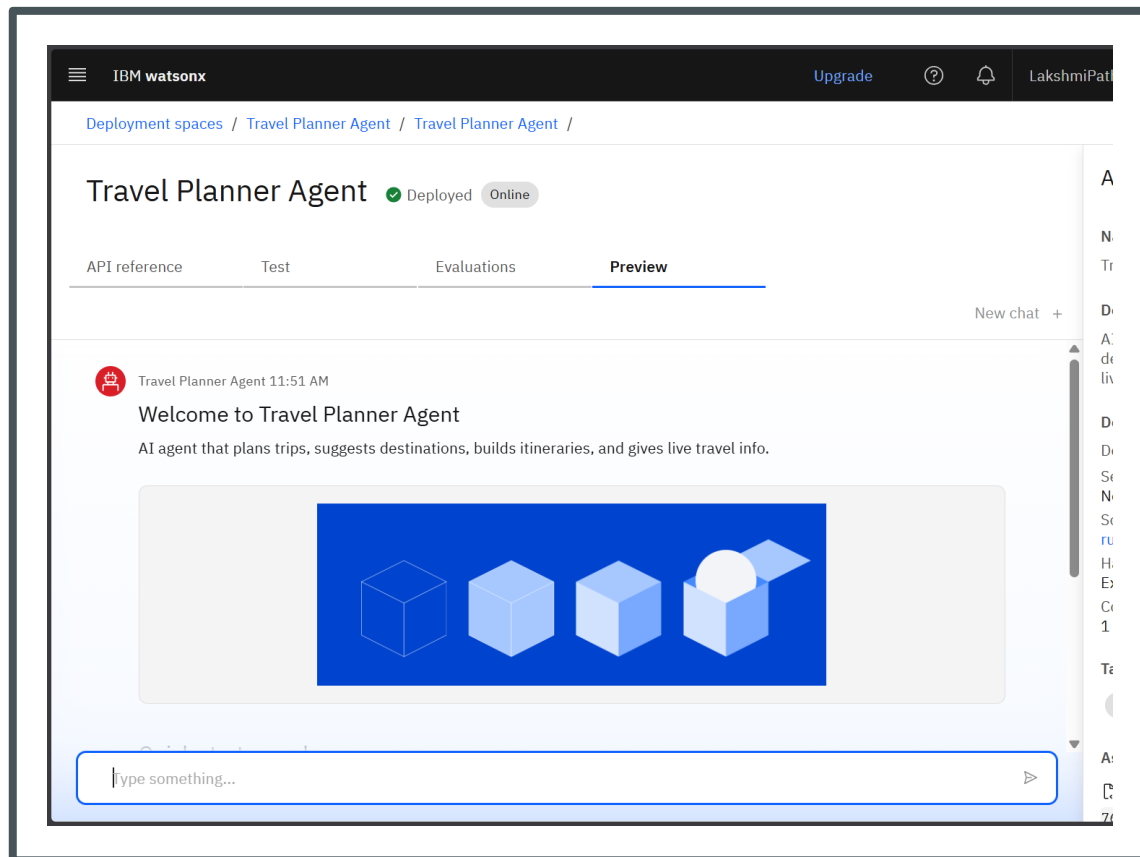 IBM watsonx
Upgrade
Deployment spaces / Travel Planner Agent / Travel Planner Agent /
Travel Planner Agent
Deployed
Online
API reference
Test
Evaluations
Preview
New chat +
Travel Planner Agent 11:51 AM
Welcome to Travel Planner Agent
AI agent that plans trips, suggests destinations, builds itineraries, and gives live travel info.
Type something...
1